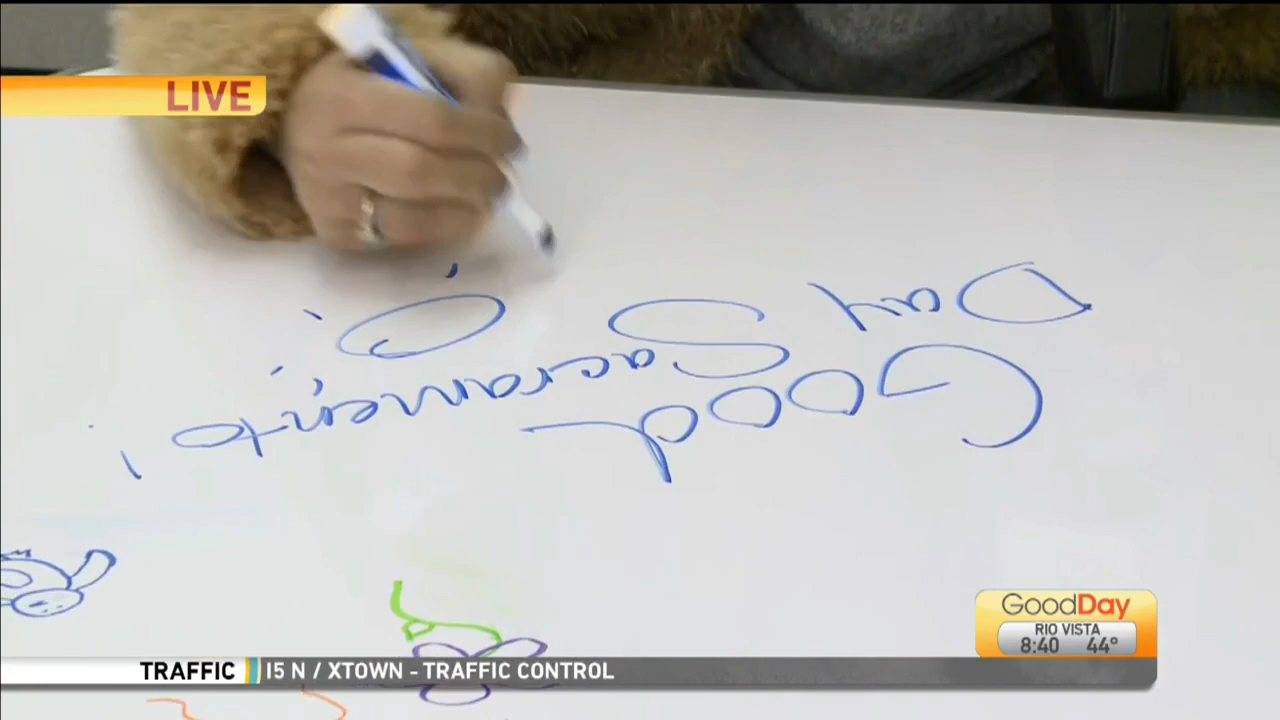 LIVE
Good
Day
Sacramento!
GoodDay
RIO VISTA
8:40 44°
TRAFFIC I5 N / XTOWN - TRAFFIC CONTROL